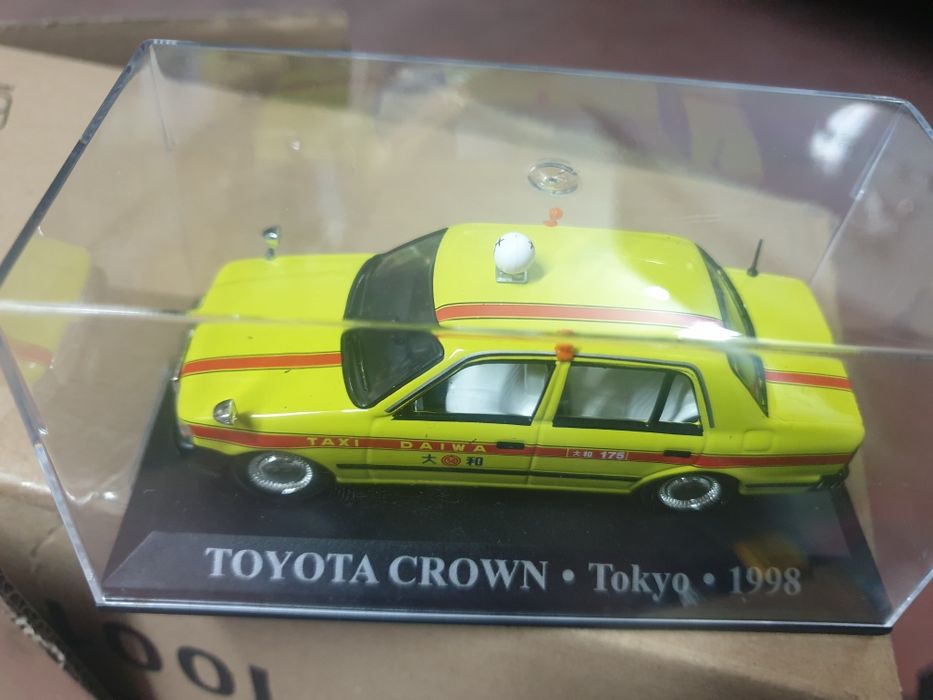 TAXI DAIWA
大 和
大和 175
TOYOTA CROWN • Tokyo • 1998